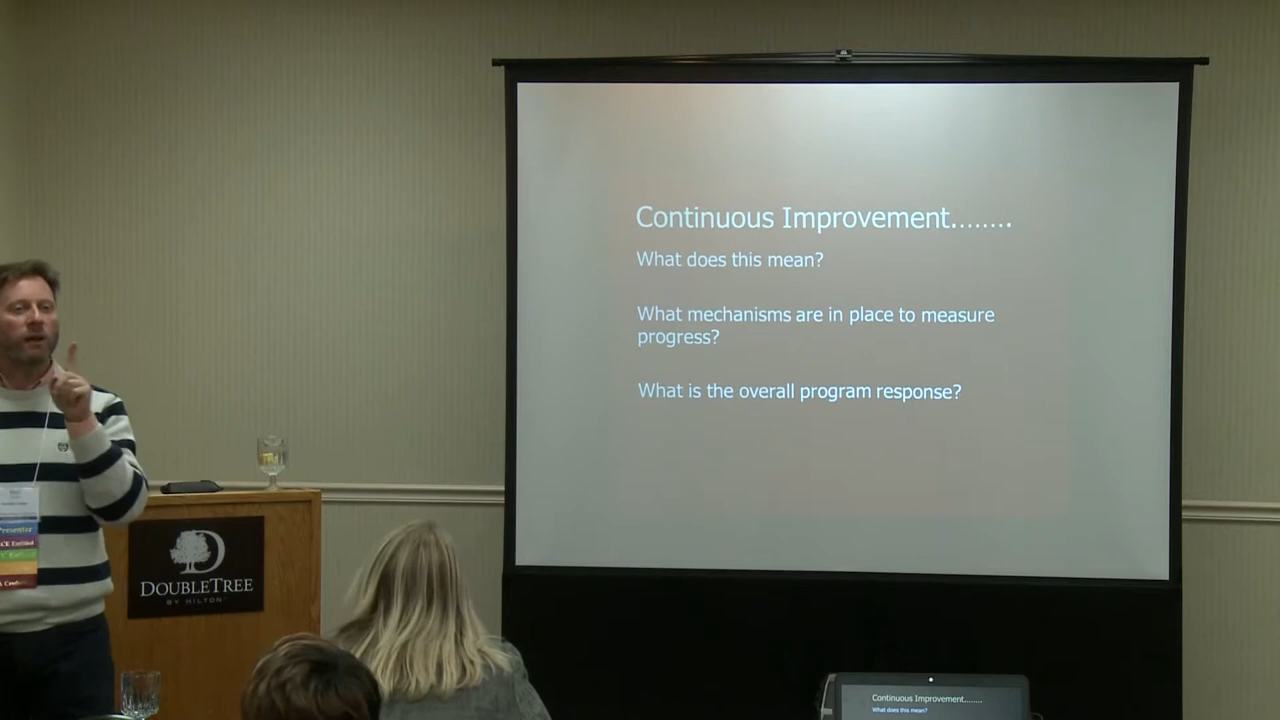 Continuous Improvement........
What does this mean?
What mechanisms are in place to measure
progress?
What is the overall program response?
Presenter
DOUBLETREE
BY HILTON™
Continuous Improvement........
What does this mean?